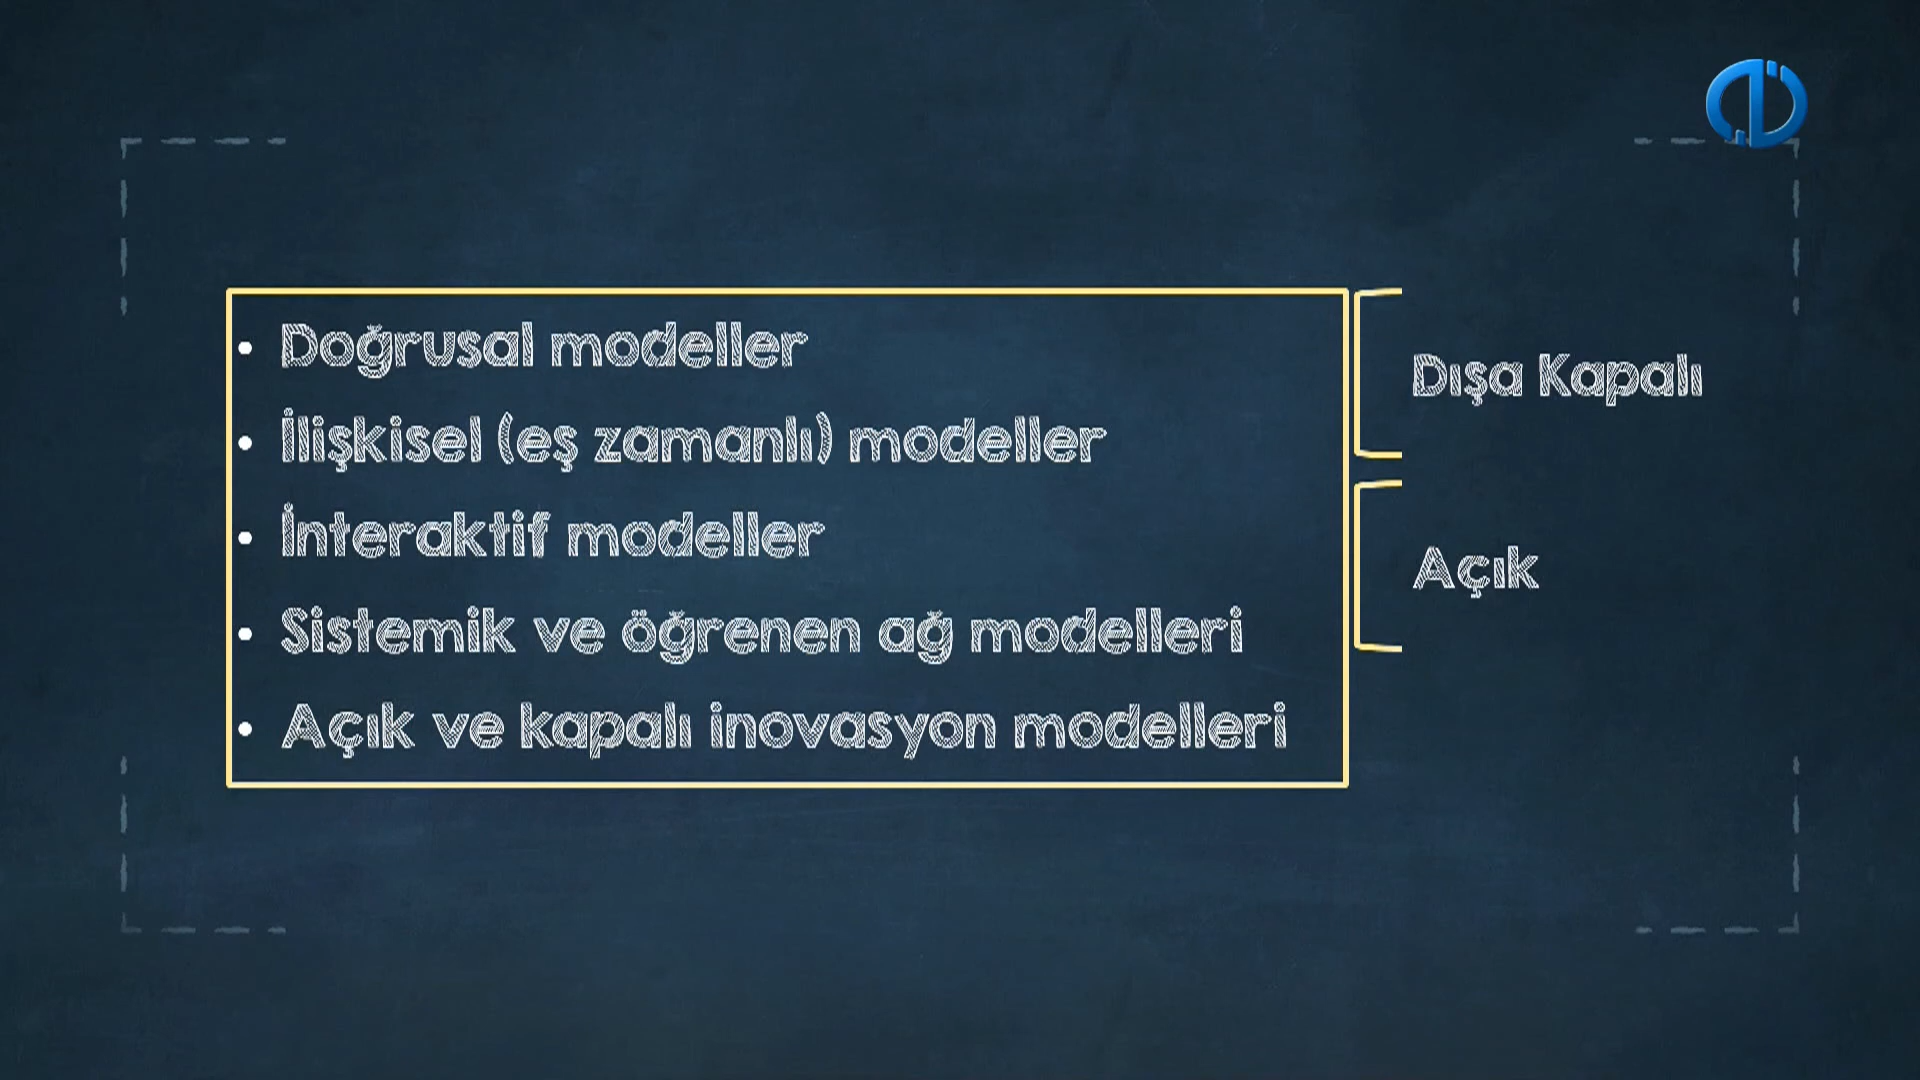 • Doğrusal modeller
• İlişkisel (eş zamanlı) modeller
• İnteraktif modeller
• Sistemik ve öğrenen ağ modelleri
• Açık ve kapalı inovasyon modelleri
Dışa Kapalı
Açık